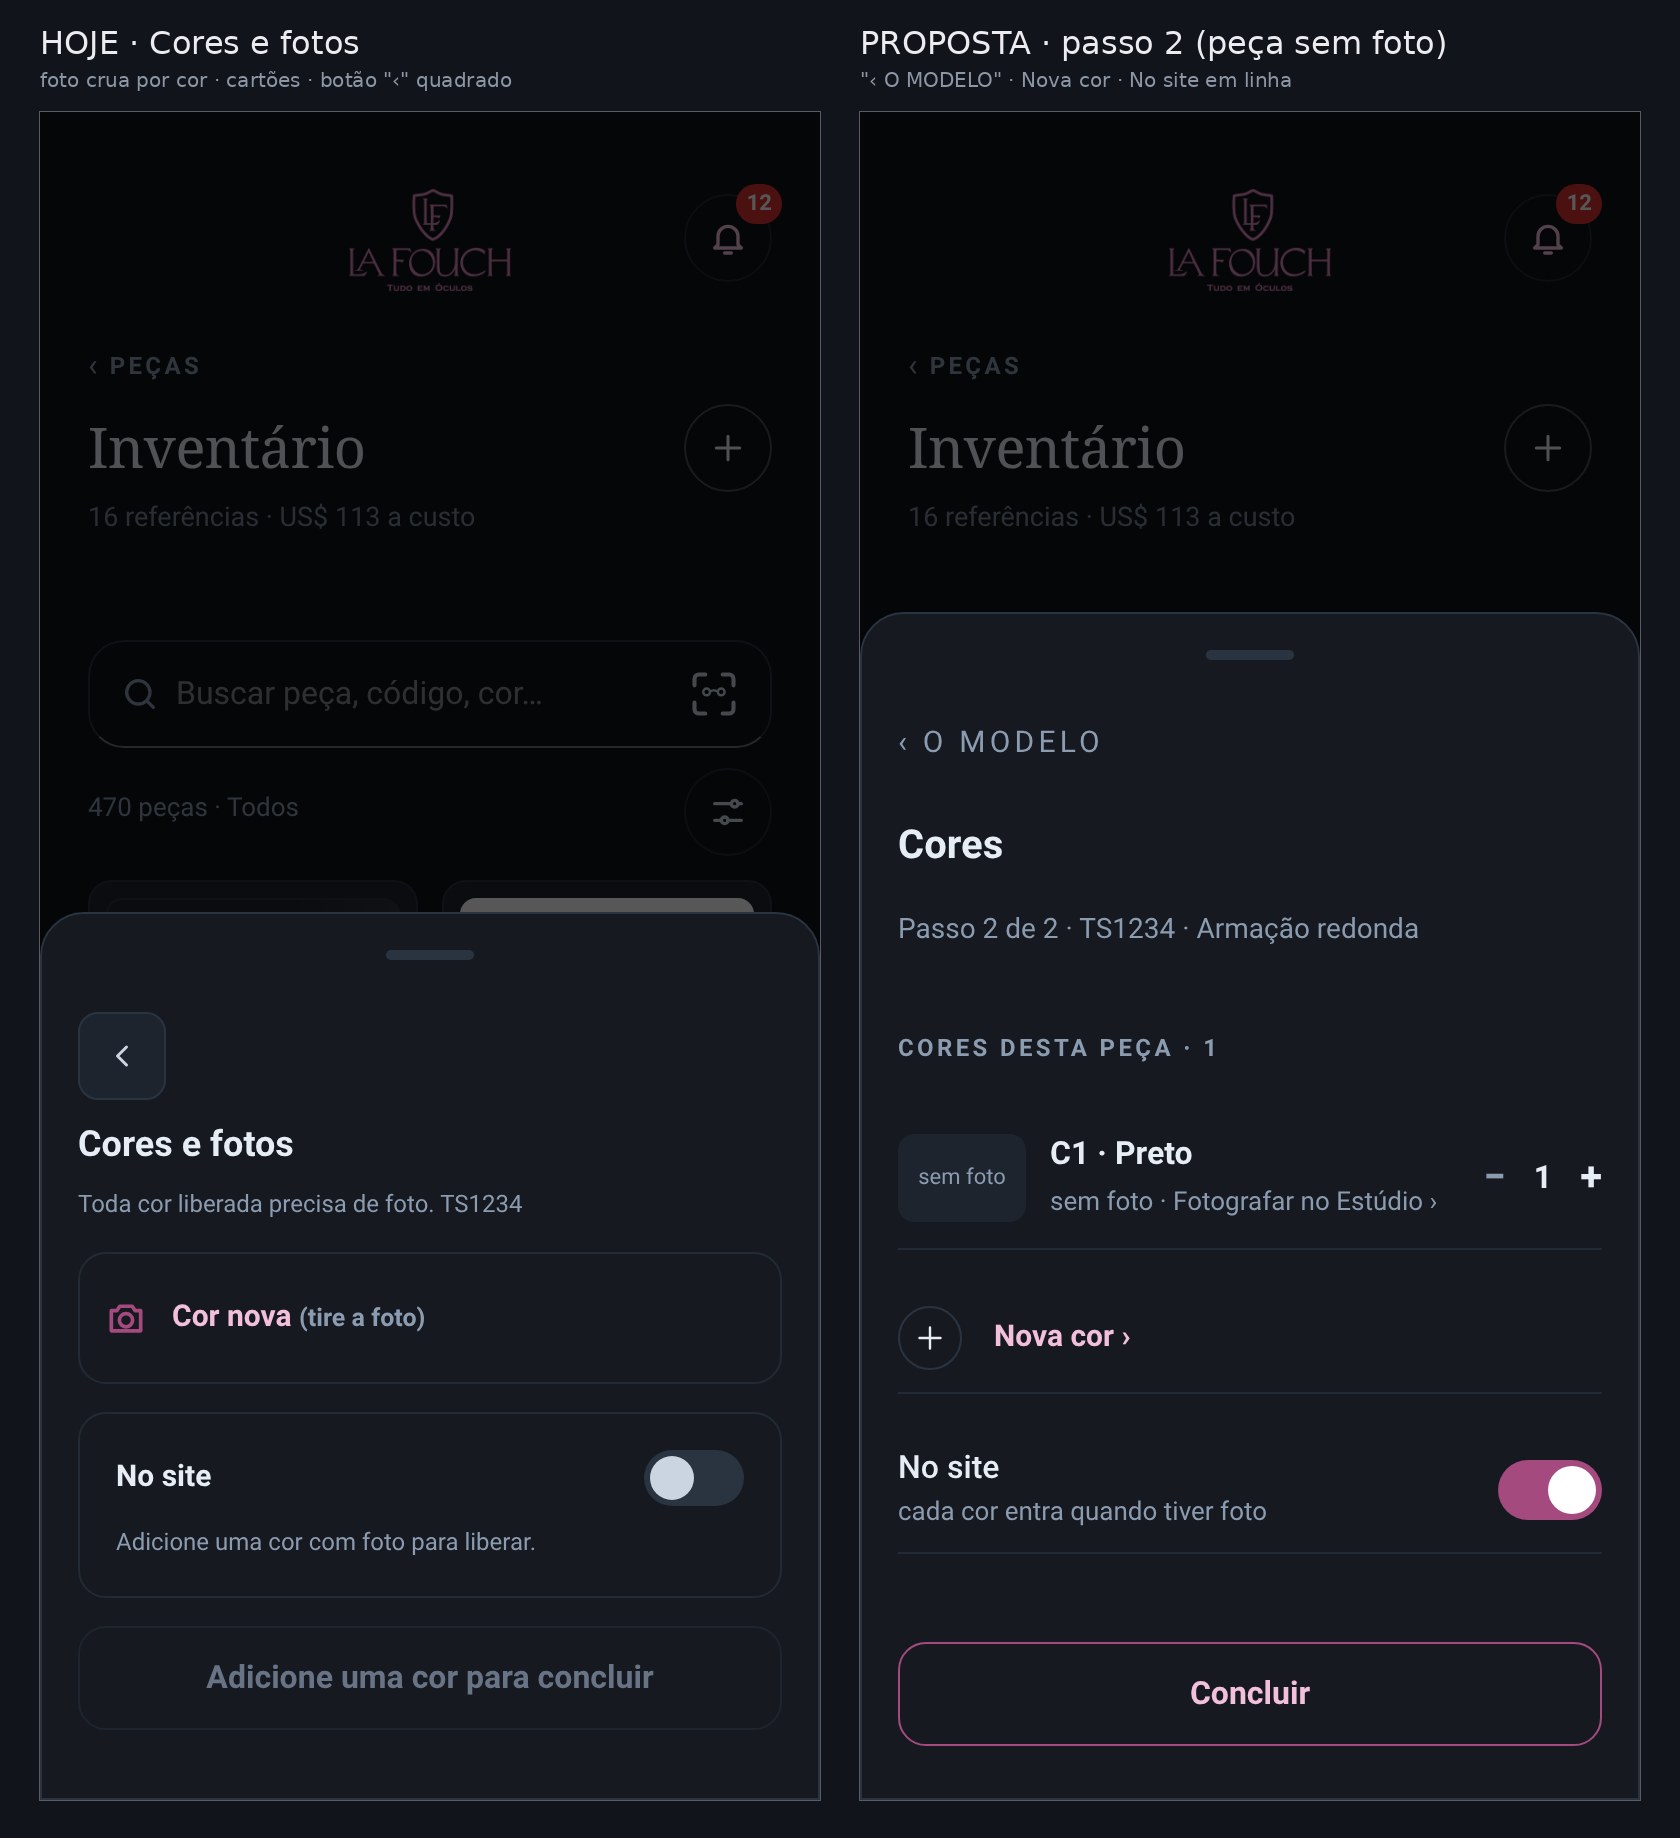 HOJE · Cores e fotos
foto crua por cor · cartões · botão "‹" quadrado
12
LF
LA FOUCH
TUDO EM ÓCULOS
‹ PEÇAS
Inventário
16 referências · US$ 113 a custo
Buscar peça, código, cor...
470 peças · Todos
Cores e fotos
Toda cor liberada precisa de foto. TS1234
Cor nova (tire a foto)
No site
Adicione uma cor com foto para liberar.
Adicione uma cor para concluir
PROPOSTA · passo 2 (peça sem foto)
"‹ O MODELO" · Nova cor · No site em linha
12
LF
LA FOUCH
TUDO EM ÓCULOS
‹ PEÇAS
Inventário
16 referências · US$ 113 a custo
‹ O MODELO
Cores
Passo 2 de 2 · TS1234 · Armação redonda
CORES DESTA PEÇA · 1
sem foto
C1 · Preto
sem foto · Fotografar no Estúdio ›
− 1 +
Nova cor ›
No site
cada cor entra quando tiver foto
Concluir